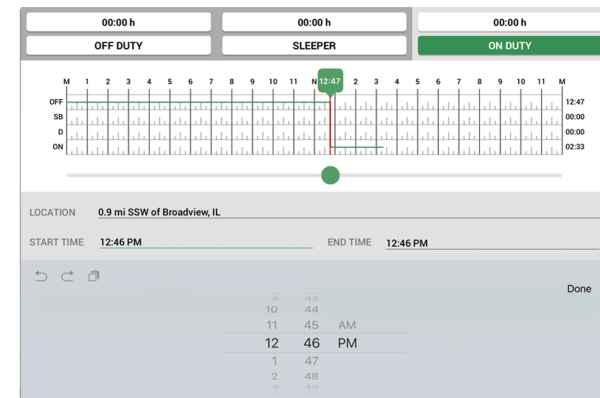 00:00 h 00:00 h 00:00 h
OFF DUTY SLEEPER ON DUTY
M 1 2 3 4 5 6 7 8 9 10 11 N 12:47 2 3 4 5 6 7 8 9 10 11 M
OFF 12:47
SB 00:00
D 00:00
ON 02:33
LOCATION 0.9 mi SSW of Broadview, IL
START TIME 12:46 PM END TIME 12:46 PM
Done
9 43
10 44
11 45 AM
12 46 PM
1 47
2 48
3 49